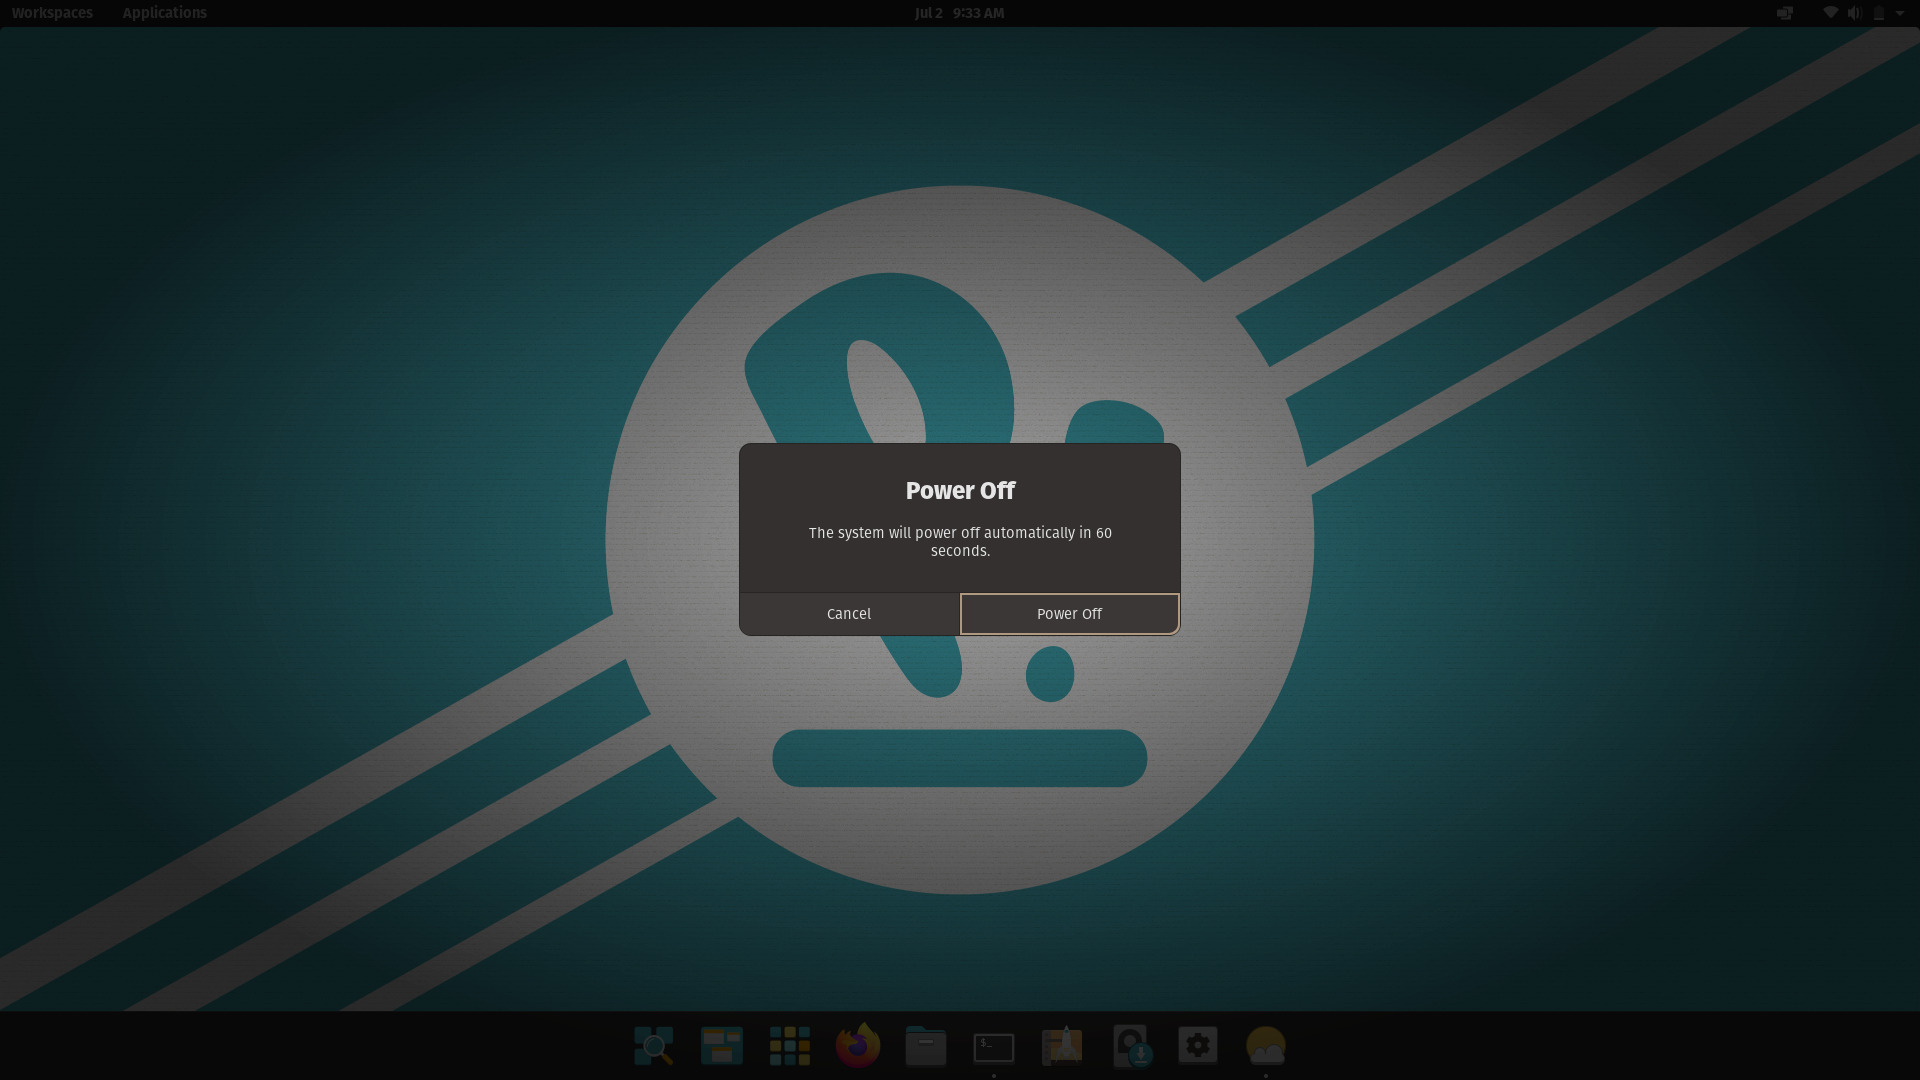 Workspaces Applications Jul 2 9:33 AM
Power Off
The system will power off automatically in 60
seconds.
Cancel Power Off
$_